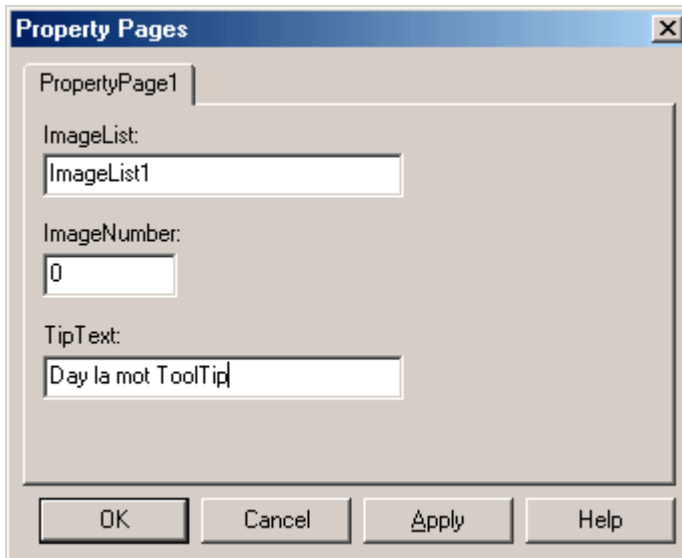 Property Pages
PropertyPage1
ImageList:
ImageList1
ImageNumber:
0
TipText:
Day la mot ToolTip
OK Cancel Apply Help